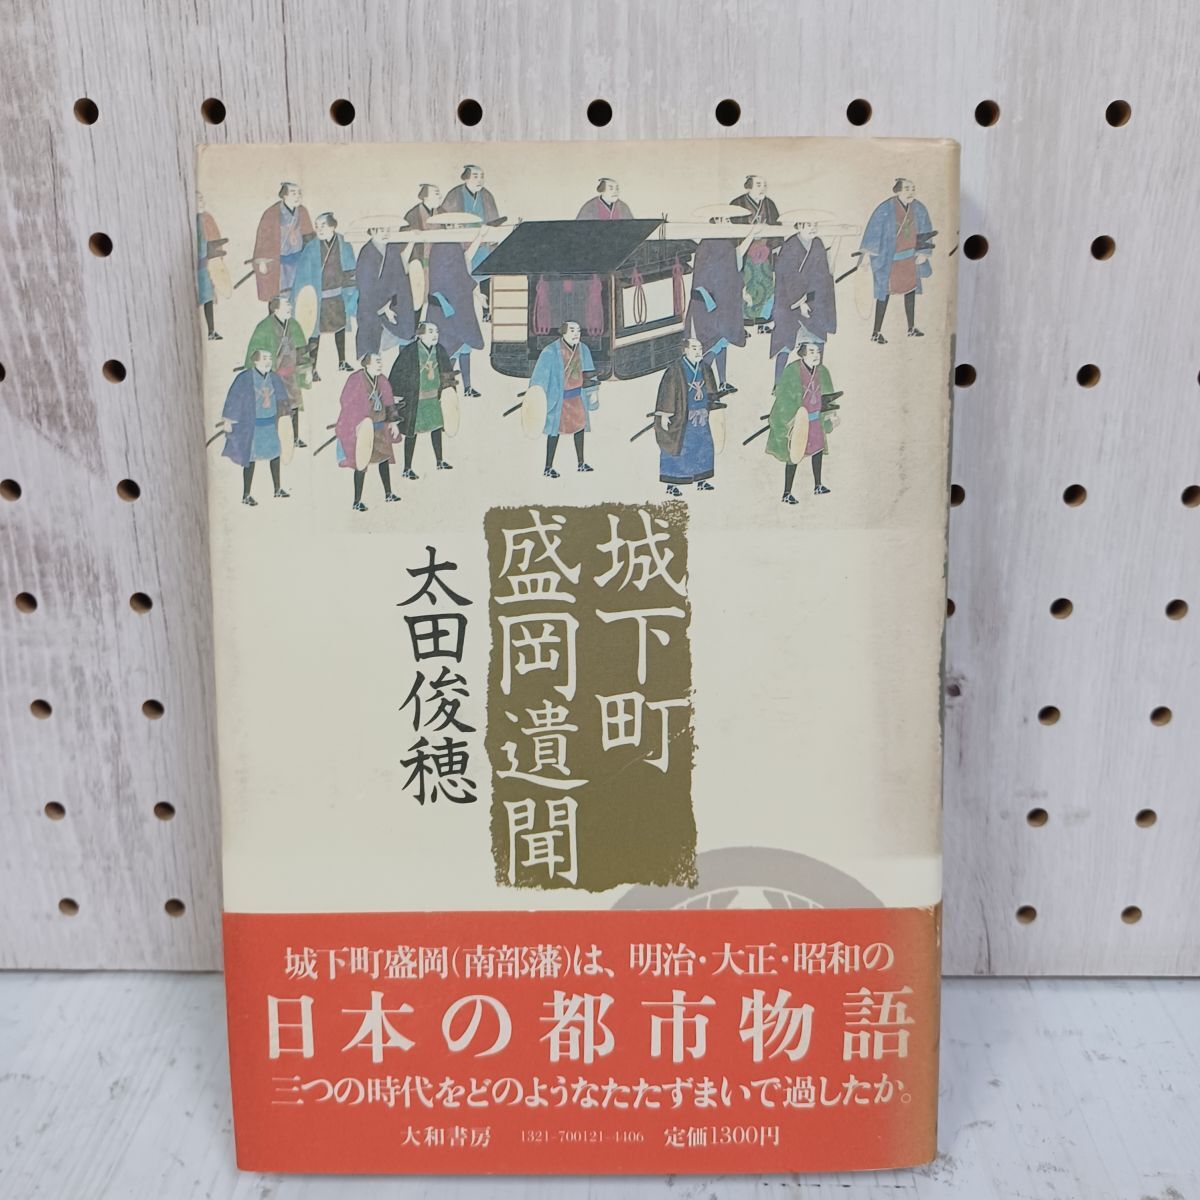 城下町
盛岡遺聞
太田俊穂
城下町盛岡(南部藩)は、明治・大正・昭和の
日本の都市物語
三つの時代をどのようなたたずまいで過したか。
大和書房 1321-700121-4406 定価1300円